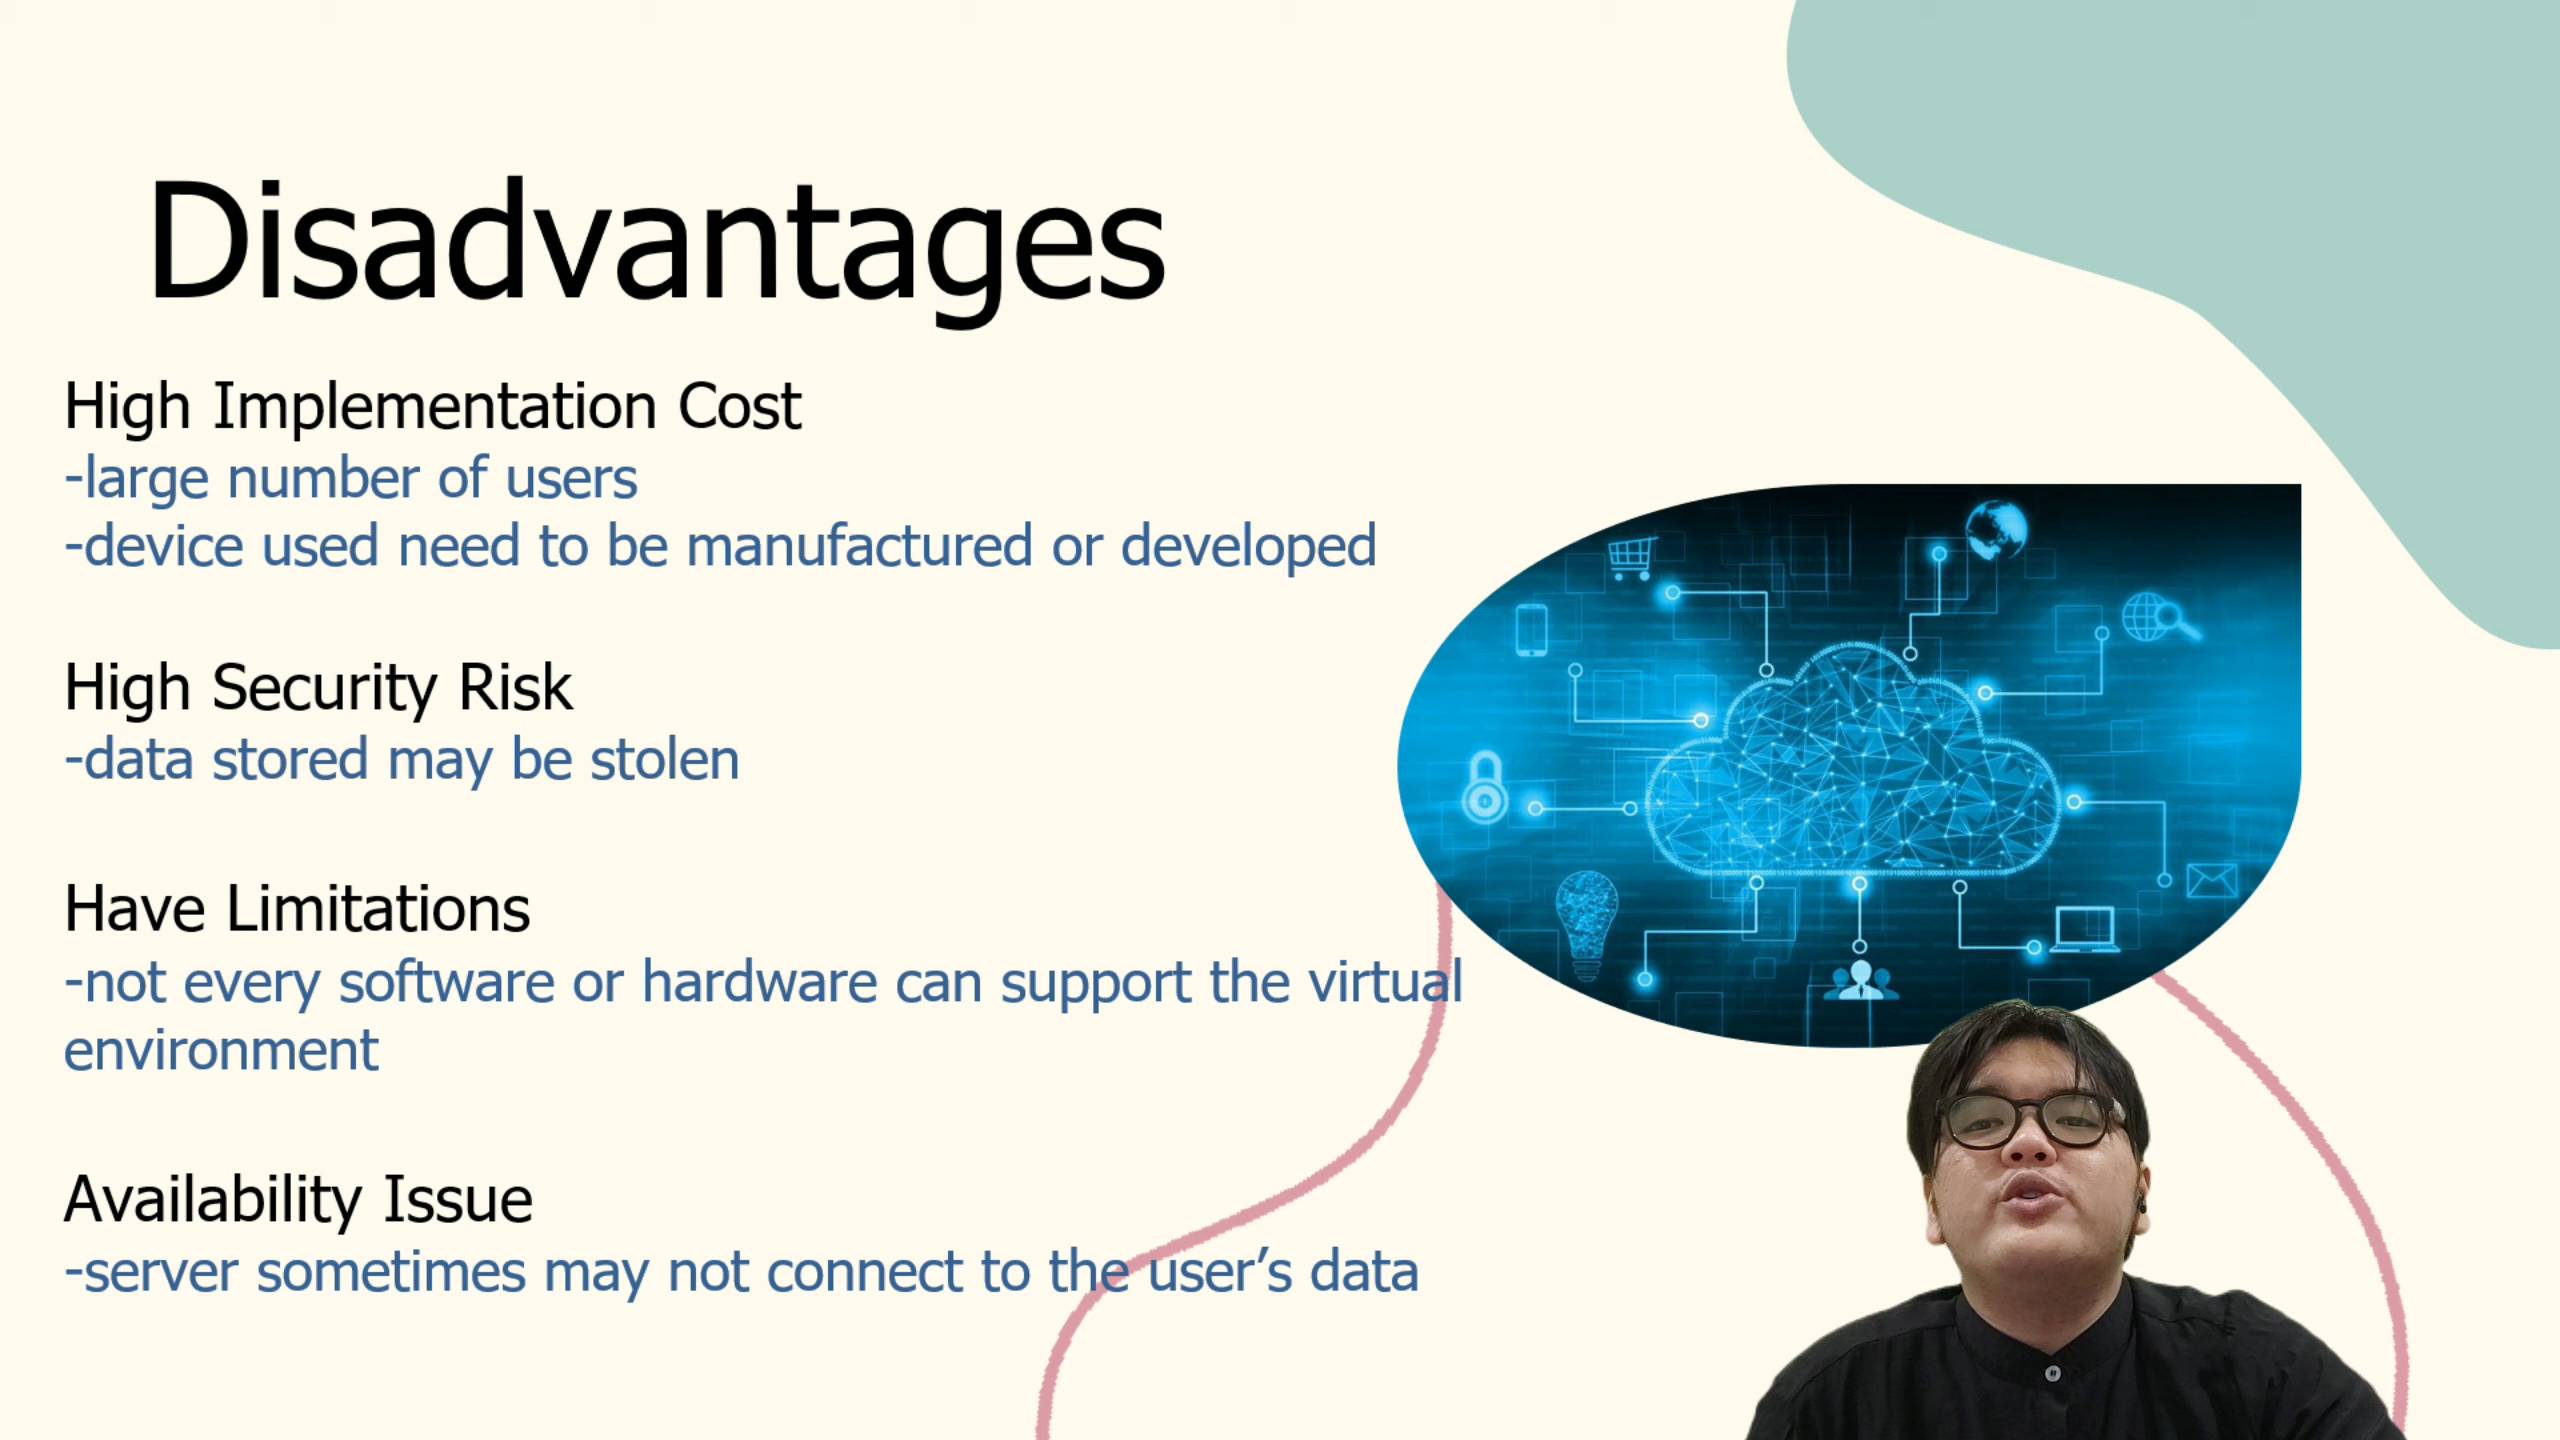 Disadvantages
High Implementation Cost
-large number of users
-device used need to be manufactured or developed
High Security Risk
-data stored may be stolen
Have Limitations
-not every software or hardware can support the virtual
environment
Availability Issue
-server sometimes may not connect to the user’s data